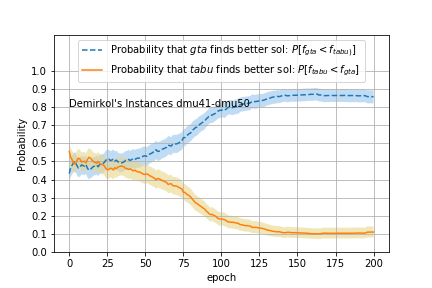 Probability that gta finds better sol: P[f_gta < f_tabu)]
Probability that tabu finds better sol: P[f_tabu < f_gta]
Demirkol's Instances dmu41-dmu50
1.0
0.9
0.8
0.7
0.6
0.5
0.4
0.3
0.2
0.1
0.0
Probability
0 25 50 75 100 125 150 175 200
epoch